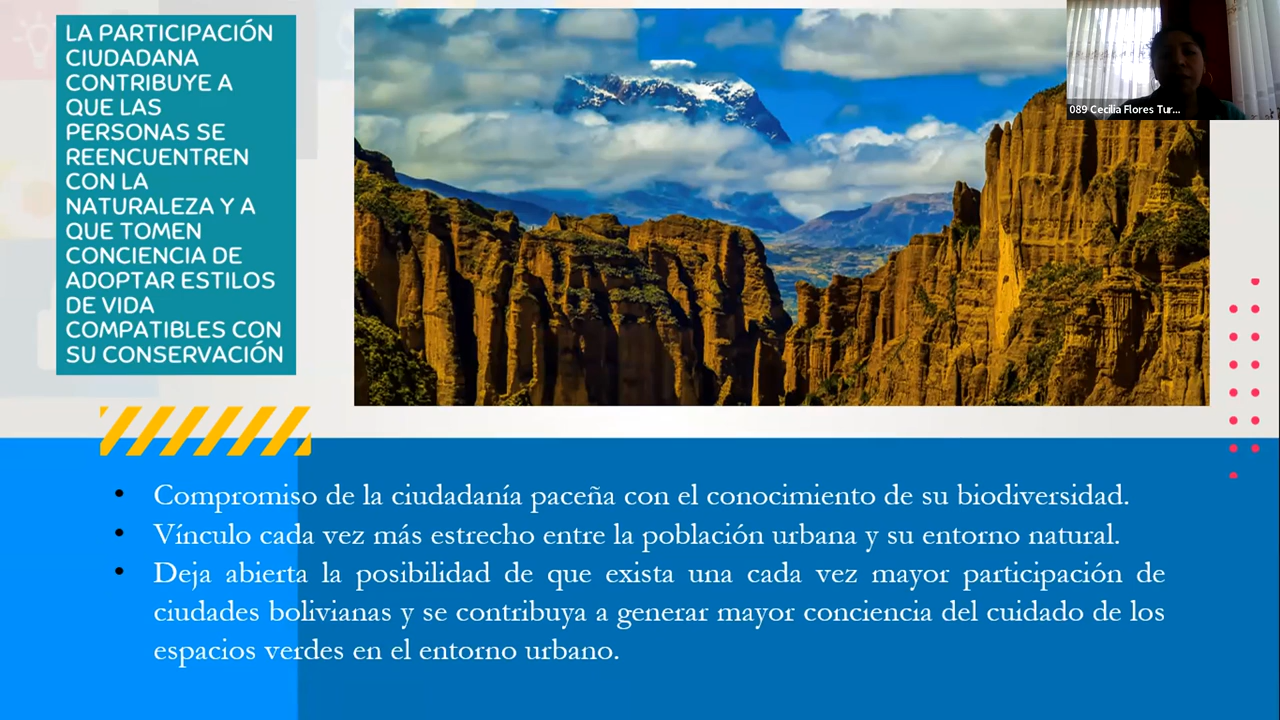 LA PARTICIPACIÓN
CIUDADANA
CONTRIBUYE A
QUE LAS
PERSONAS SE
REENCUENTREN
CON LA
NATURALEZA Y A
QUE TOMEN
CONCIENCIA DE
ADOPTAR ESTILOS
DE VIDA
COMPATIBLES CON
SU CONSERVACIÓN
089 Cecilia Flores Tur...
• Compromiso de la ciudadanía paceña con el conocimiento de su biodiversidad.
• Vínculo cada vez más estrecho entre la población urbana y su entorno natural.
• Deja abierta la posibilidad de que exista una cada vez mayor participación de
ciudades bolivianas y se contribuya a generar mayor conciencia del cuidado de los
espacios verdes en el entorno urbano.